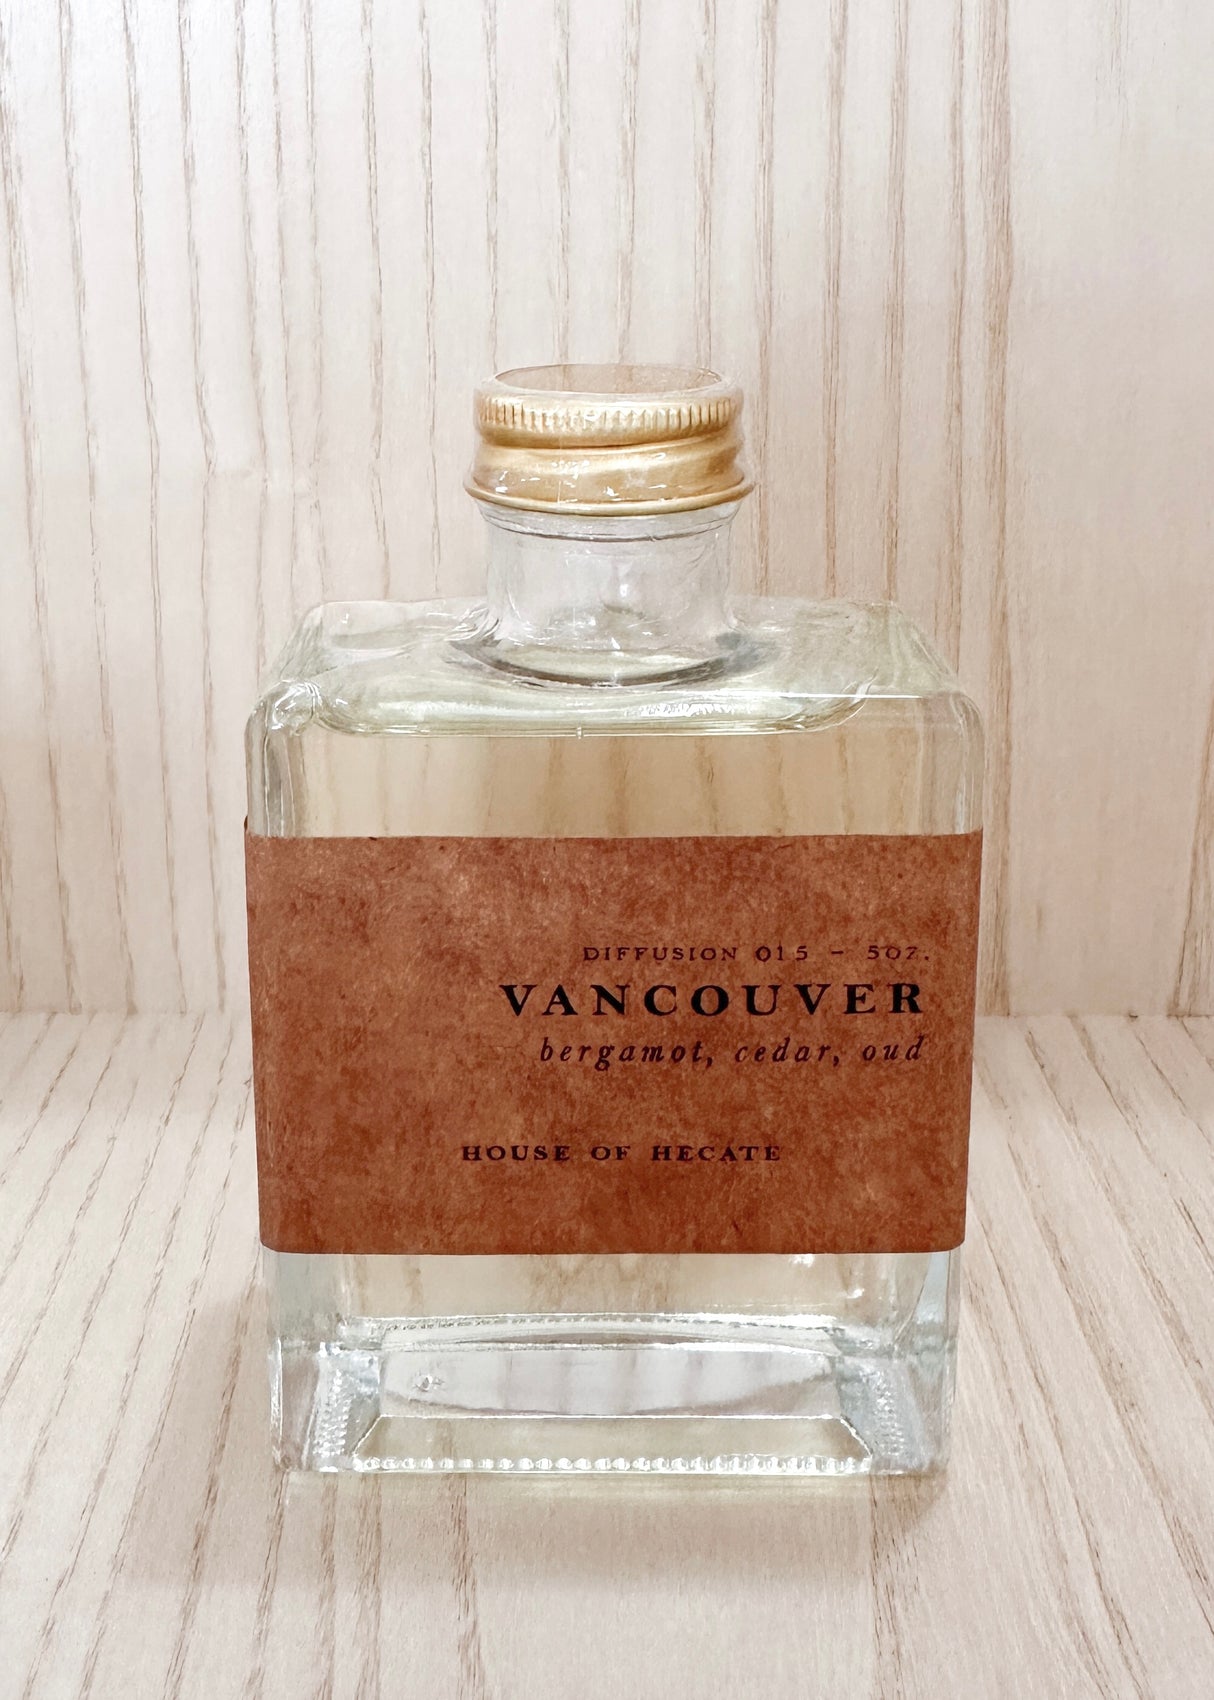 DIFFUSION 015 – 5OZ.
VANCOUVER
bergamot, cedar, oud
HOUSE OF HECATE